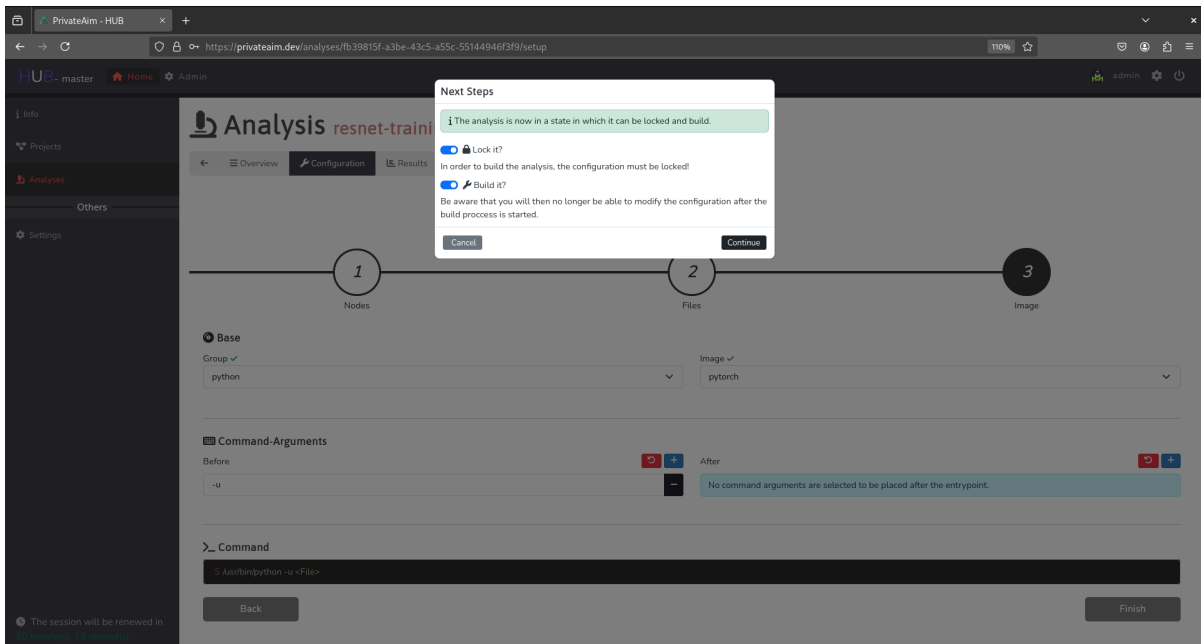 PrivateAim - HUB
https://privateaim.dev/analyses/fb39815f-a3be-43c5-a55c-55144946f3f9/setup
110%
HUB - master
Home
Admin
admin
Info
Projects
Analyses
Others
Settings
Analysis resnet-traini
Overview
Configuration
Results
Next Steps
The analysis is now in a state in which it can be locked and build.
Lock it?
In order to build the analysis, the configuration must be locked!
Build it?
Be aware that you will then no longer be able to modify the configuration after the
build proccess is started.
Cancel
Continue
1
2
3
Nodes
Files
Image
Base
Group
Image
python
pytorch
Command-Arguments
Before
After
-u
No command arguments are selected to be placed after the entrypoint.
Command
$ /usr/bin/python -u <File>
Back
Finish
The session will be renewed in
50 minute(s), 13 second(s)